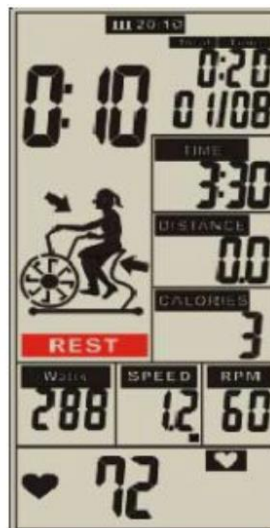 20:10
0:10
0:20
01/08
TIME
3:30
DISTANCE
0.0
CALORIES
3
REST
Watts
SPEED
RPM
288
1.2
60
72